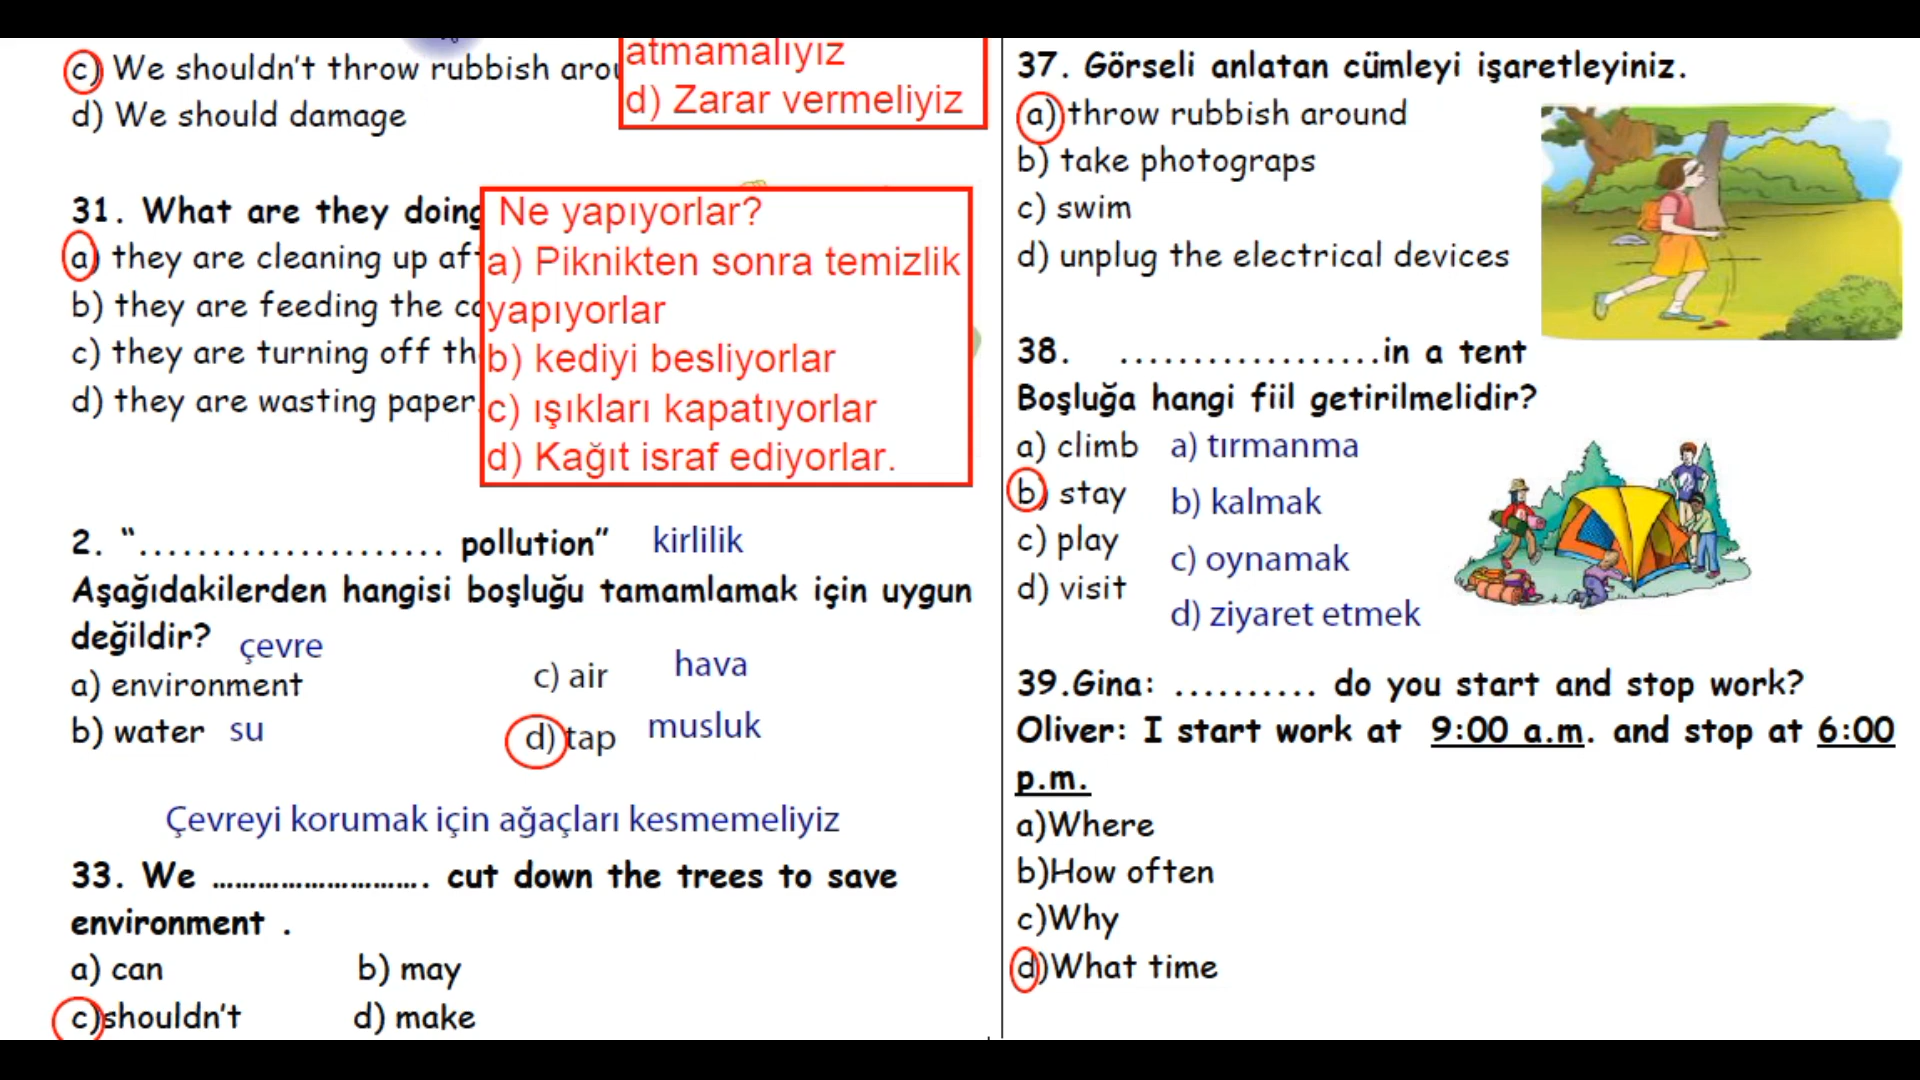 c) We shouldn't throw rubbish
d) We should damage
atmamalıyız
d) Zarar vermeliyiz
31. What are they doing
a) they are cleaning up
b) they are feeding the
c) they are turning off
d) they are wasting paper.
Ne yapıyorlar?
a) Piknikten sonra temizlik
yapıyorlar
b) kediyi besliyorlar
c) ışıkları kapatıyorlar
d) Kağıt israf ediyorlar.
2. “..................... pollution” kirlilik
Aşağıdakilerden hangisi boşluğu tamamlamak için uygun
değildir? çevre
a) environment
b) water su
c) air hava
d) tap musluk
Çevreyi korumak için ağaçları kesmemeliyiz
33. We ........................ cut down the trees to save
environment .
a) can b) may
c)shouldn't d) make
37. Görseli anlatan cümleyi işaretleyiniz.
a) throw rubbish around
b) take photograps
c) swim
d) unplug the electrical devices
38. ..................in a tent
Boşluğa hangi fiil getirilmelidir?
a) climb a) tırmanma
b) stay b) kalmak
c) play c) oynamak
d) visit d) ziyaret etmek
39.Gina: .......... do you start and stop work?
Oliver: I start work at 9:00 a.m. and stop at 6:00
p.m.
a)Where
b)How often
c)Why
d)What time